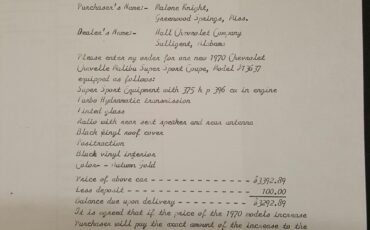 Purchaser's Name:- Malone Knight,
Greenwood Springs, Miss.
Dealer's Name:- Hall Chevrolet Company
Sulligent, Alabama
Please enter my order for one new 1970 Chevrolet
Chevelle Malibu Super Sport Coupe, Model #13637
equipped as follows:
Super Sport Equipment with 375 h p 396 cu in engine
Turbo Hydramatic transmission
Tinted glass
Radio with rear seat speaker and rear antenna
Black vinyl roof cover
Positraction
Black vinyl interior
Color-- Autumn Gold
Price of above car --- $3392.89
Less deposit --- 100.00
Balance due upon delivery --- $3292.89
It is agreed that if the price of the 1970 models increase
Purchaser will pay the exact amount of the increase to the